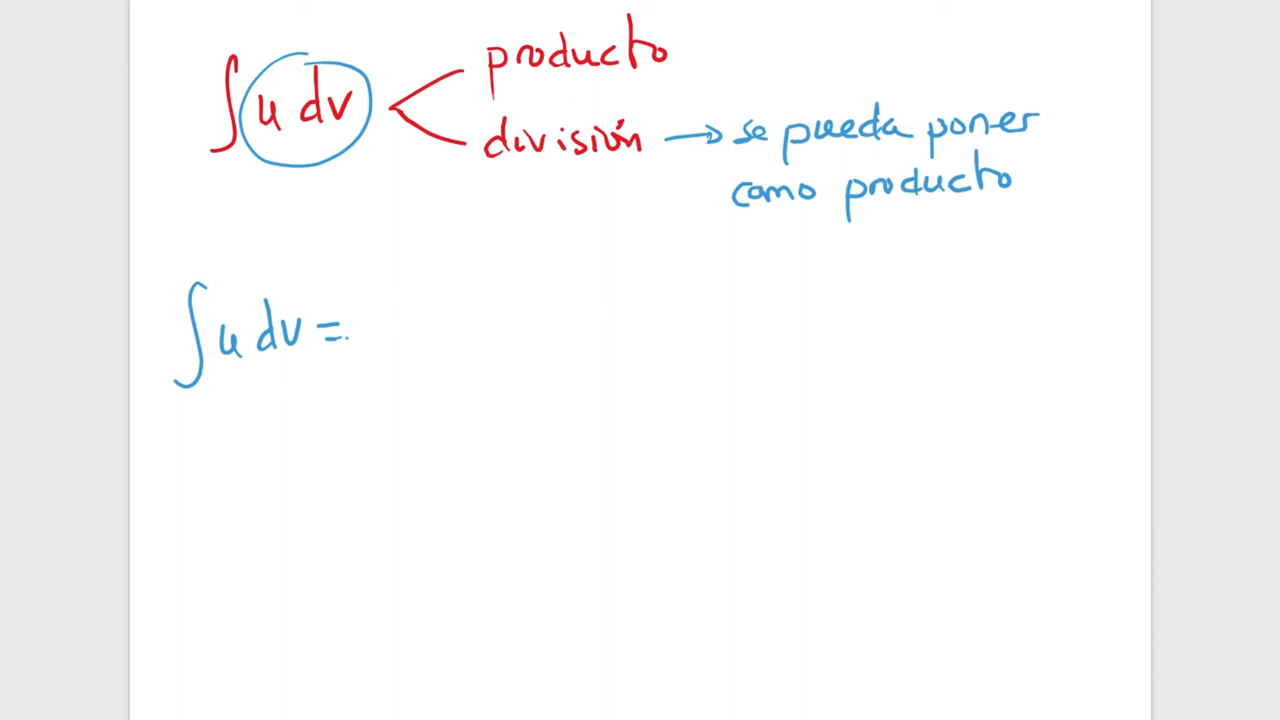 ∫ u dv < producto
división → se pueda poner
como producto
∫ u dv =